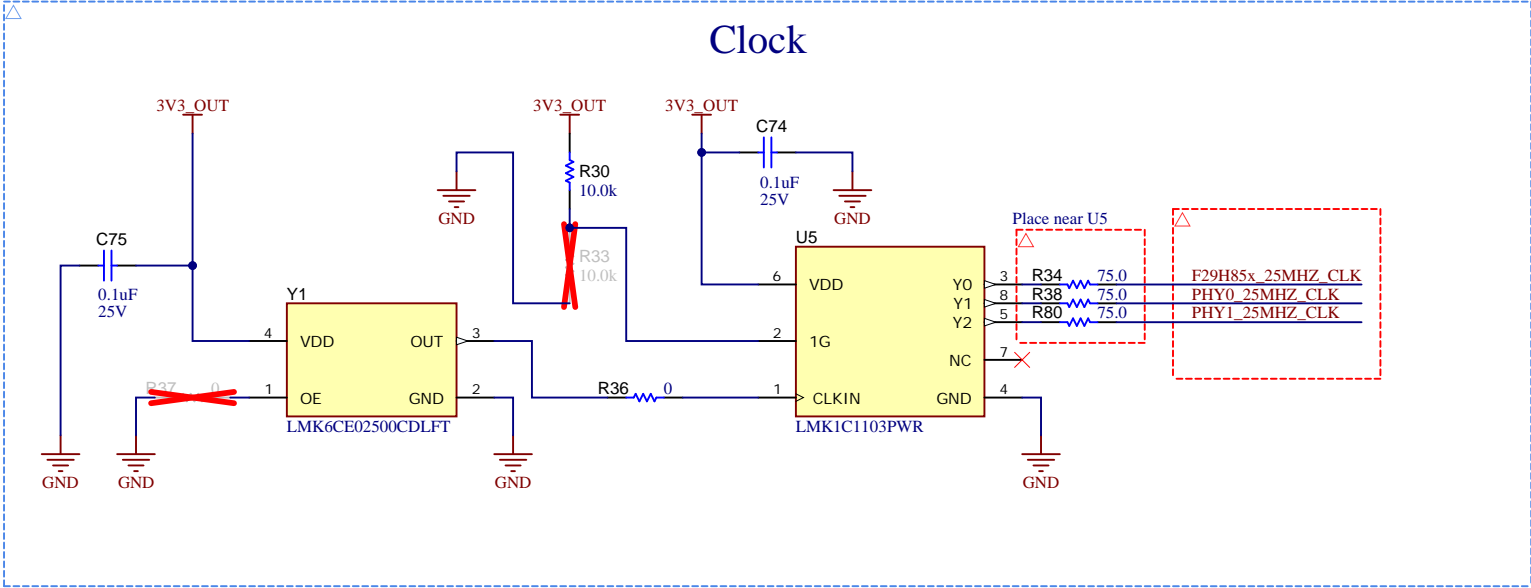 Clock
3V3_OUT
3V3_OUT
3V3_OUT
C74
0.1uF
25V
GND
R30
10.0k
GND
R33
10.0k
C75
0.1uF
25V
Place near U5
U5
6 VDD
2 1G
1 CLKIN
Y0 3
Y1 8
Y2 5
NC 7
GND 4
LMK1C1103PWR
R34 75.0 F29H85x_25MHZ_CLK
R38 75.0 PHY0_25MHZ_CLK
R80 75.0 PHY1_25MHZ_CLK
Y1
4 VDD
OUT 3
1 OE
GND 2
LMK6CE02500CDLFT
R37 0
R36 0
GND
GND
GND
GND